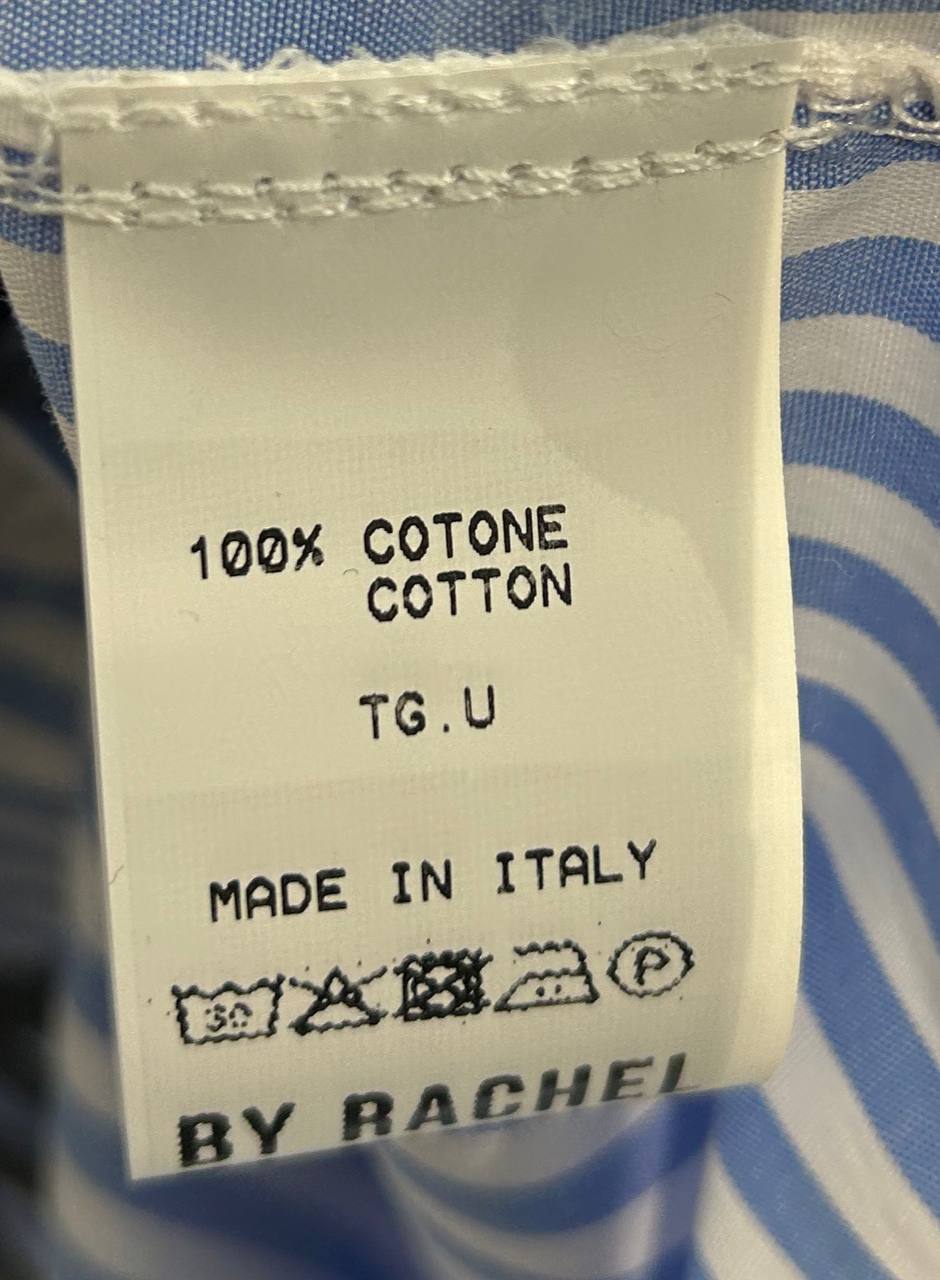 100% COTONE
COTTON
TG.U
MADE IN ITALY
30 P
BY RACHEL